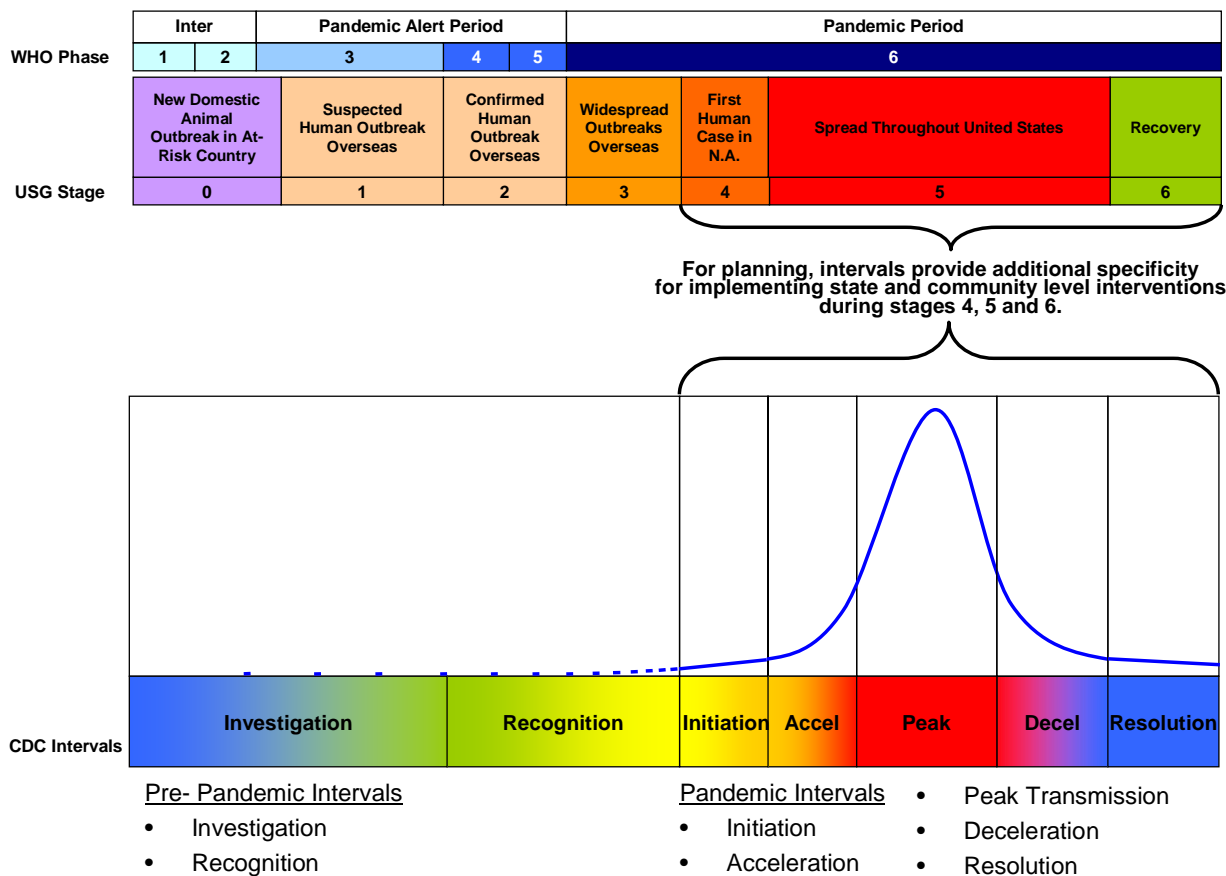 Inter Pandemic Alert Period Pandemic Period
WHO Phase 1 2 3 4 5 6
New Domestic
Animal
Outbreak in At-
Risk Country
Suspected
Human Outbreak
Overseas
Confirmed
Human
Outbreak
Overseas
Widespread
Outbreaks
Overseas
First
Human
Case in
N.A.
Spread Throughout United States
Recovery
USG Stage 0 1 2 3 4 5 6
For planning, intervals provide additional specificity
for implementing state and community level interventions
during stages 4, 5 and 6.
CDC Intervals Investigation Recognition Initiation Accel Peak Decel Resolution
Pre- Pandemic Intervals
• Investigation
• Recognition
Pandemic Intervals
• Initiation
• Acceleration
• Peak Transmission
• Deceleration
• Resolution